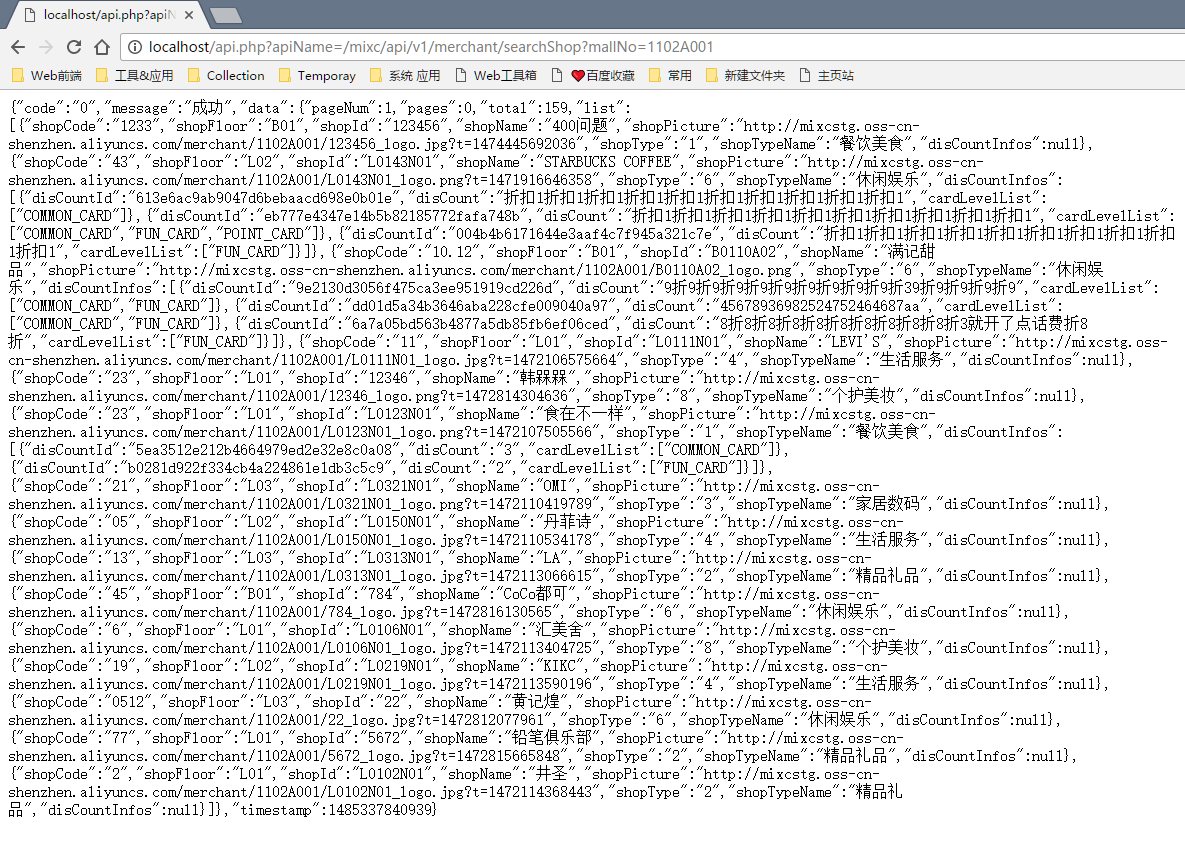 localhost/api.php?apiN
localhost/api.php?apiName=/mixc/api/v1/merchant/searchShop?mallNo=1102A001
Web前端 工具&应用 Collection Temporay 系统 应用 Web工具箱 百度收藏 常用 新建文件夹 主页站
{"code":"0","message":"成功","data":{"pageNum":1,"pages":0,"total":159,"list":
[{"shopCode":"1233","shopFloor":"B01","shopId":"123456","shopName":"400问题","shopPicture":"http://mixcstg.oss-cn-
shenzhen.aliyuncs.com/merchant/1102A001/123456_logo.jpg?t=1474445692036","shopType":"1","shopTypeName":"餐饮美食","disCountInfos":null},
{"shopCode":"43","shopFloor":"L02","shopId":"L0143N01","shopName":"STARBUCKS COFFEE","shopPicture":"http://mixcstg.oss-cn-
shenzhen.aliyuncs.com/merchant/1102A001/L0143N01_logo.png?t=1471916646358","shopType":"6","shopTypeName":"休闲娱乐","disCountInfos":
[{"disCountId":"613e6ac9ab9047d6bebaacd698e0b01e","disCount":"折扣1折扣1折扣1折扣1折扣1折扣1折扣1折扣1折扣1折扣1折扣1","cardLevelList":
["COMMON_CARD"]},{"disCountId":"eb777e4347e14b5b82185772fafa748b","disCount":"折扣1折扣1折扣1折扣1折扣1折扣1折扣1折扣1折扣1折扣1折扣1","cardLevelList":
["COMMON_CARD","FUN_CARD","POINT_CARD"]},{"disCountId":"004b4b6171644e3aaf4c7f945a321c7e","disCount":"折扣1折扣1折扣1折扣1折扣1折扣1折扣1折扣1折扣1折扣
1折扣1","cardLevelList":["FUN_CARD"]}]},{"shopCode":"10.12","shopFloor":"B01","shopId":"B0110A02","shopName":"满记甜
品","shopPicture":"http://mixcstg.oss-cn-shenzhen.aliyuncs.com/merchant/1102A001/B0110A02_logo.png","shopType":"6","shopTypeName":"休闲娱
乐","disCountInfos":[{"disCountId":"9e2130d3056f475ca3ee951919cd226d","disCount":"9折9折9折9折9折9折9折9折9折39折9折9折9折9","cardLevelList":
["COMMON_CARD","FUN_CARD"]},{"disCountId":"dd01d5a34b3646aba228cfe009040a97","disCount":"45678936982524752464687aa","cardLevelList":
["COMMON_CARD","FUN_CARD"]},{"disCountId":"6a7a05bd563b4877a5db85fb6ef06ced","disCount":"8折8折8折8折8折8折8折8折8折8折3就开了点话费折8
折","cardLevelList":["FUN_CARD"]}]},{"shopCode":"11","shopFloor":"L01","shopId":"L0111N01","shopName":"LEVI'S","shopPicture":"http://mixcstg.oss-
cn-shenzhen.aliyuncs.com/merchant/1102A001/L0111N01_logo.jpg?t=1472106575664","shopType":"4","shopTypeName":"生活服务","disCountInfos":null},
{"shopCode":"23","shopFloor":"L01","shopId":"12346","shopName":"韩槑槑","shopPicture":"http://mixcstg.oss-cn-
shenzhen.aliyuncs.com/merchant/1102A001/12346_logo.png?t=1472814304636","shopType":"8","shopTypeName":"个护美妆","disCountInfos":null},
{"shopCode":"23","shopFloor":"L01","shopId":"L0123N01","shopName":"食在不一样","shopPicture":"http://mixcstg.oss-cn-
shenzhen.aliyuncs.com/merchant/1102A001/L0123N01_logo.png?t=1472107505566","shopType":"1","shopTypeName":"餐饮美食","disCountInfos":
[{"disCountId":"5ea3512e212b4664979ed2e32e8c0a08","disCount":"3","cardLevelList":["COMMON_CARD"]},
{"disCountId":"b0281d922f334cb4a224861e1db3c5c9","disCount":"2","cardLevelList":["FUN_CARD"]}]},
{"shopCode":"21","shopFloor":"L03","shopId":"L0321N01","shopName":"OMI","shopPicture":"http://mixcstg.oss-cn-
shenzhen.aliyuncs.com/merchant/1102A001/L0321N01_logo.png?t=1472110419789","shopType":"3","shopTypeName":"家居数码","disCountInfos":null},
{"shopCode":"05","shopFloor":"L02","shopId":"L0150N01","shopName":"丹菲诗","shopPicture":"http://mixcstg.oss-cn-
shenzhen.aliyuncs.com/merchant/1102A001/L0150N01_logo.jpg?t=1472110534178","shopType":"4","shopTypeName":"生活服务","disCountInfos":null},
{"shopCode":"13","shopFloor":"L03","shopId":"L0313N01","shopName":"LA","shopPicture":"http://mixcstg.oss-cn-
shenzhen.aliyuncs.com/merchant/1102A001/L0313N01_logo.jpg?t=1472113066615","shopType":"2","shopTypeName":"精品礼品","disCountInfos":null},
{"shopCode":"45","shopFloor":"B01","shopId":"784","shopName":"CoCo都可","shopPicture":"http://mixcstg.oss-cn-
shenzhen.aliyuncs.com/merchant/1102A001/784_logo.jpg?t=1472816130565","shopType":"6","shopTypeName":"休闲娱乐","disCountInfos":null},
{"shopCode":"6","shopFloor":"L01","shopId":"L0106N01","shopName":"汇美舍","shopPicture":"http://mixcstg.oss-cn-
shenzhen.aliyuncs.com/merchant/1102A001/L0106N01_logo.jpg?t=1472113404725","shopType":"8","shopTypeName":"个护美妆","disCountInfos":null},
{"shopCode":"19","shopFloor":"L02","shopId":"L0219N01","shopName":"KIKC","shopPicture":"http://mixcstg.oss-cn-
shenzhen.aliyuncs.com/merchant/1102A001/L0219N01_logo.jpg?t=1472113590196","shopType":"4","shopTypeName":"生活服务","disCountInfos":null},
{"shopCode":"0512","shopFloor":"L03","shopId":"22","shopName":"黄记煌","shopPicture":"http://mixcstg.oss-cn-
shenzhen.aliyuncs.com/merchant/1102A001/22_logo.jpg?t=1472812077961","shopType":"6","shopTypeName":"休闲娱乐","disCountInfos":null},
{"shopCode":"77","shopFloor":"L01","shopId":"5672","shopName":"铅笔俱乐部","shopPicture":"http://mixcstg.oss-cn-
shenzhen.aliyuncs.com/merchant/1102A001/5672_logo.jpg?t=1472815665848","shopType":"2","shopTypeName":"精品礼品","disCountInfos":null},
{"shopCode":"2","shopFloor":"L01","shopId":"L0102N01","shopName":"井圣","shopPicture":"http://mixcstg.oss-cn-
shenzhen.aliyuncs.com/merchant/1102A001/L0102N01_logo.jpg?t=1472114368443","shopType":"2","shopTypeName":"精品礼
品","disCountInfos":null}]},"timestamp":1485337840939}